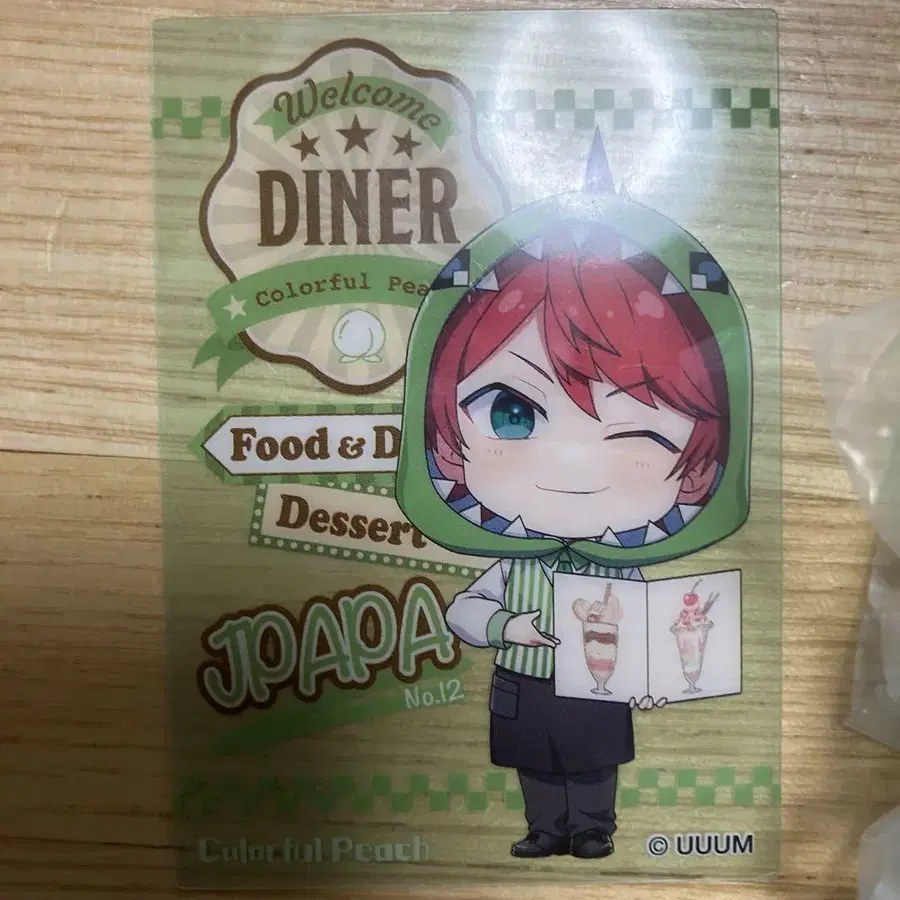 Welcome
DINER
Colorful Pea
Food & D
Dessert
JPAPA
No.12
Colorful Peach
© UUUM